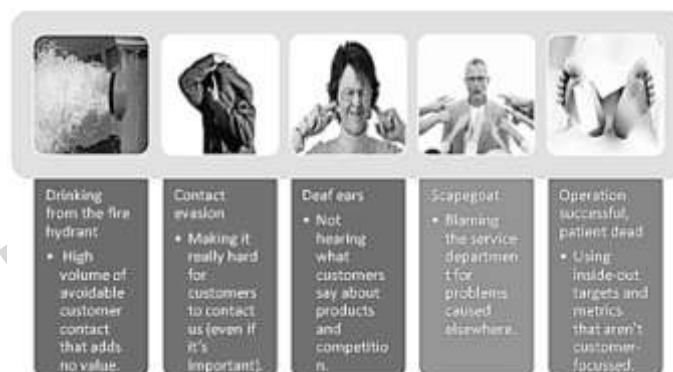 Drinking
from the fire
hydrant
• High
volume of
avoidable
customer
contact
that adds
no value.
Contact
evasion
• Making it
really hard
for
customers
to contact
us (even if
it's
important).
Deaf ears
• Not
hearing
what
customers
say about
products
and
competitio
n.
Scapegoat
• Blaming
the service
departmen
t for
problems
caused
elsewhere.
Operation
successful,
patient dead
• Using
inside-out
targets and
metrics
that aren't
customer-
focussed.